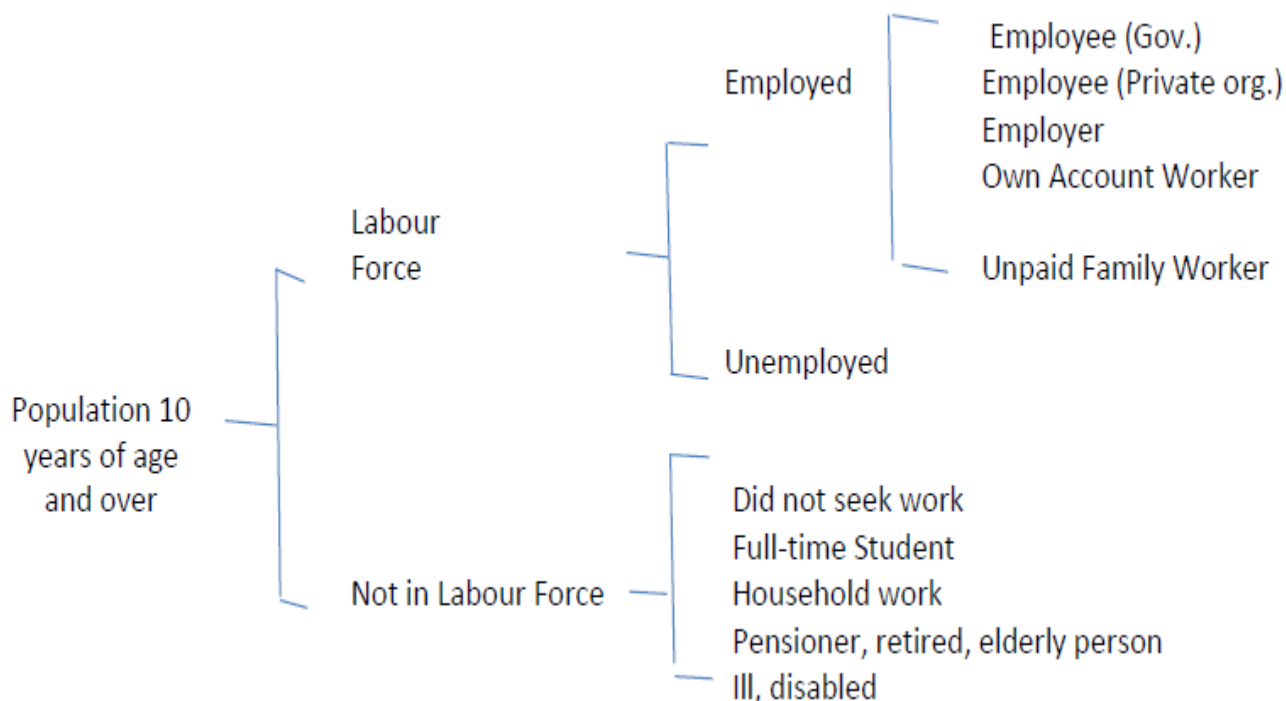 Employee (Gov.)
Employed
Employee (Private org.)
Employer
Own Account Worker
Labour
Force
Unpaid Family Worker
Unemployed
Population 10
years of age
and over
Did not seek work
Full-time Student
Not in Labour Force
Household work
Pensioner, retired, elderly person
Ill, disabled